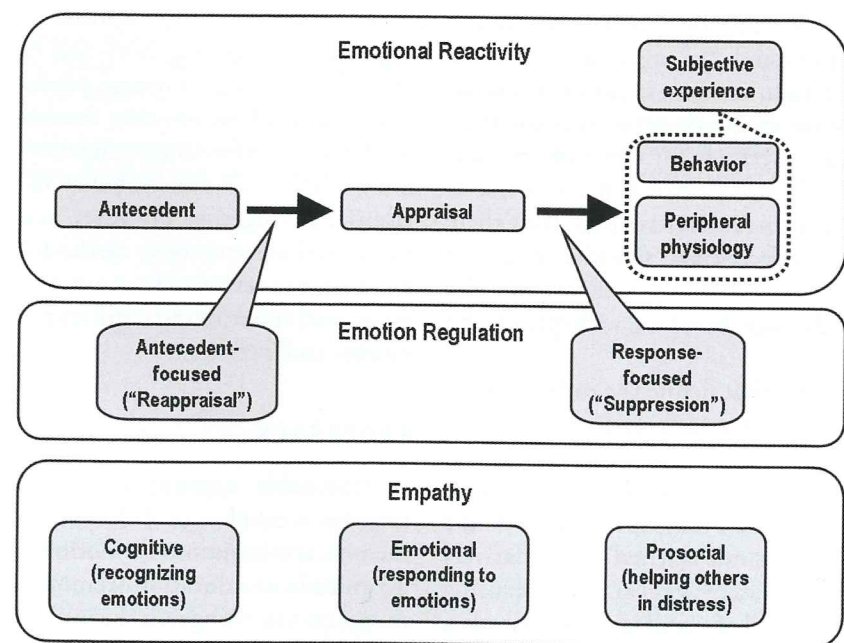 Emotional Reactivity
Subjective
experience
Behavior
Antecedent
Appraisal
Peripheral
physiology
Emotion Regulation
Antecedent-
focused
("Reappraisal")
Response-
focused
("Suppression")
Empathy
Cognitive
(recognizing
emotions)
Emotional
(responding to
emotions)
Prosocial
(helping others
in distress)